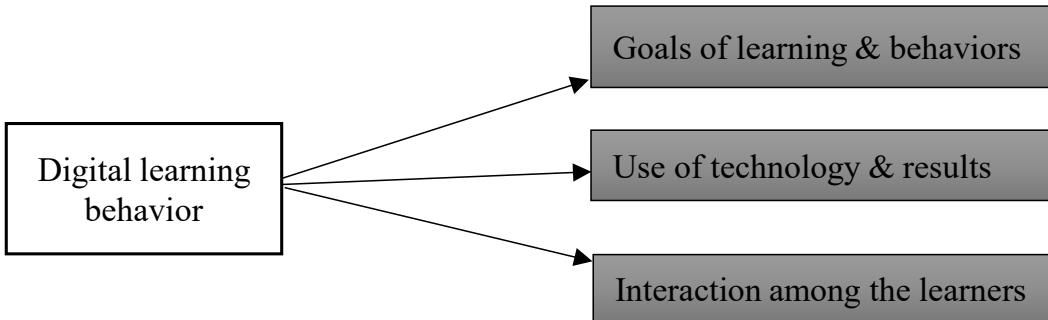 Goals of learning & behaviors
Digital learning
behavior
Use of technology & results
Interaction among the learners